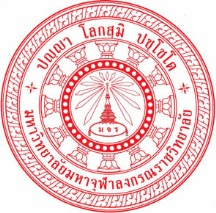 ปญฺญา โลกสฺมิ ปชฺโชโต
ม จ ร
มหาวิทยาลัยมหาจุฬาลงกรณราชวิทยาลัย